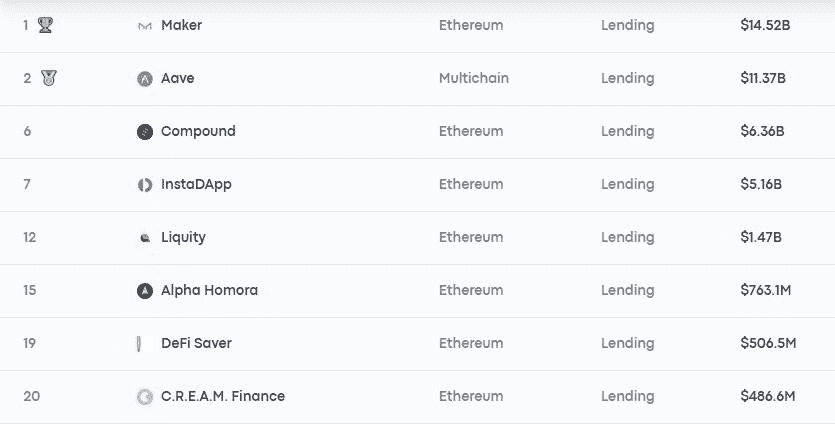 1 Maker Ethereum Lending $14.52B
2 Aave Multichain Lending $11.37B
6 Compound Ethereum Lending $6.36B
7 InstaDApp Ethereum Lending $5.16B
12 Liquity Ethereum Lending $1.47B
15 Alpha Homora Ethereum Lending $763.1M
19 DeFi Saver Ethereum Lending $506.5M
20 C.R.E.A.M. Finance Ethereum Lending $486.6M